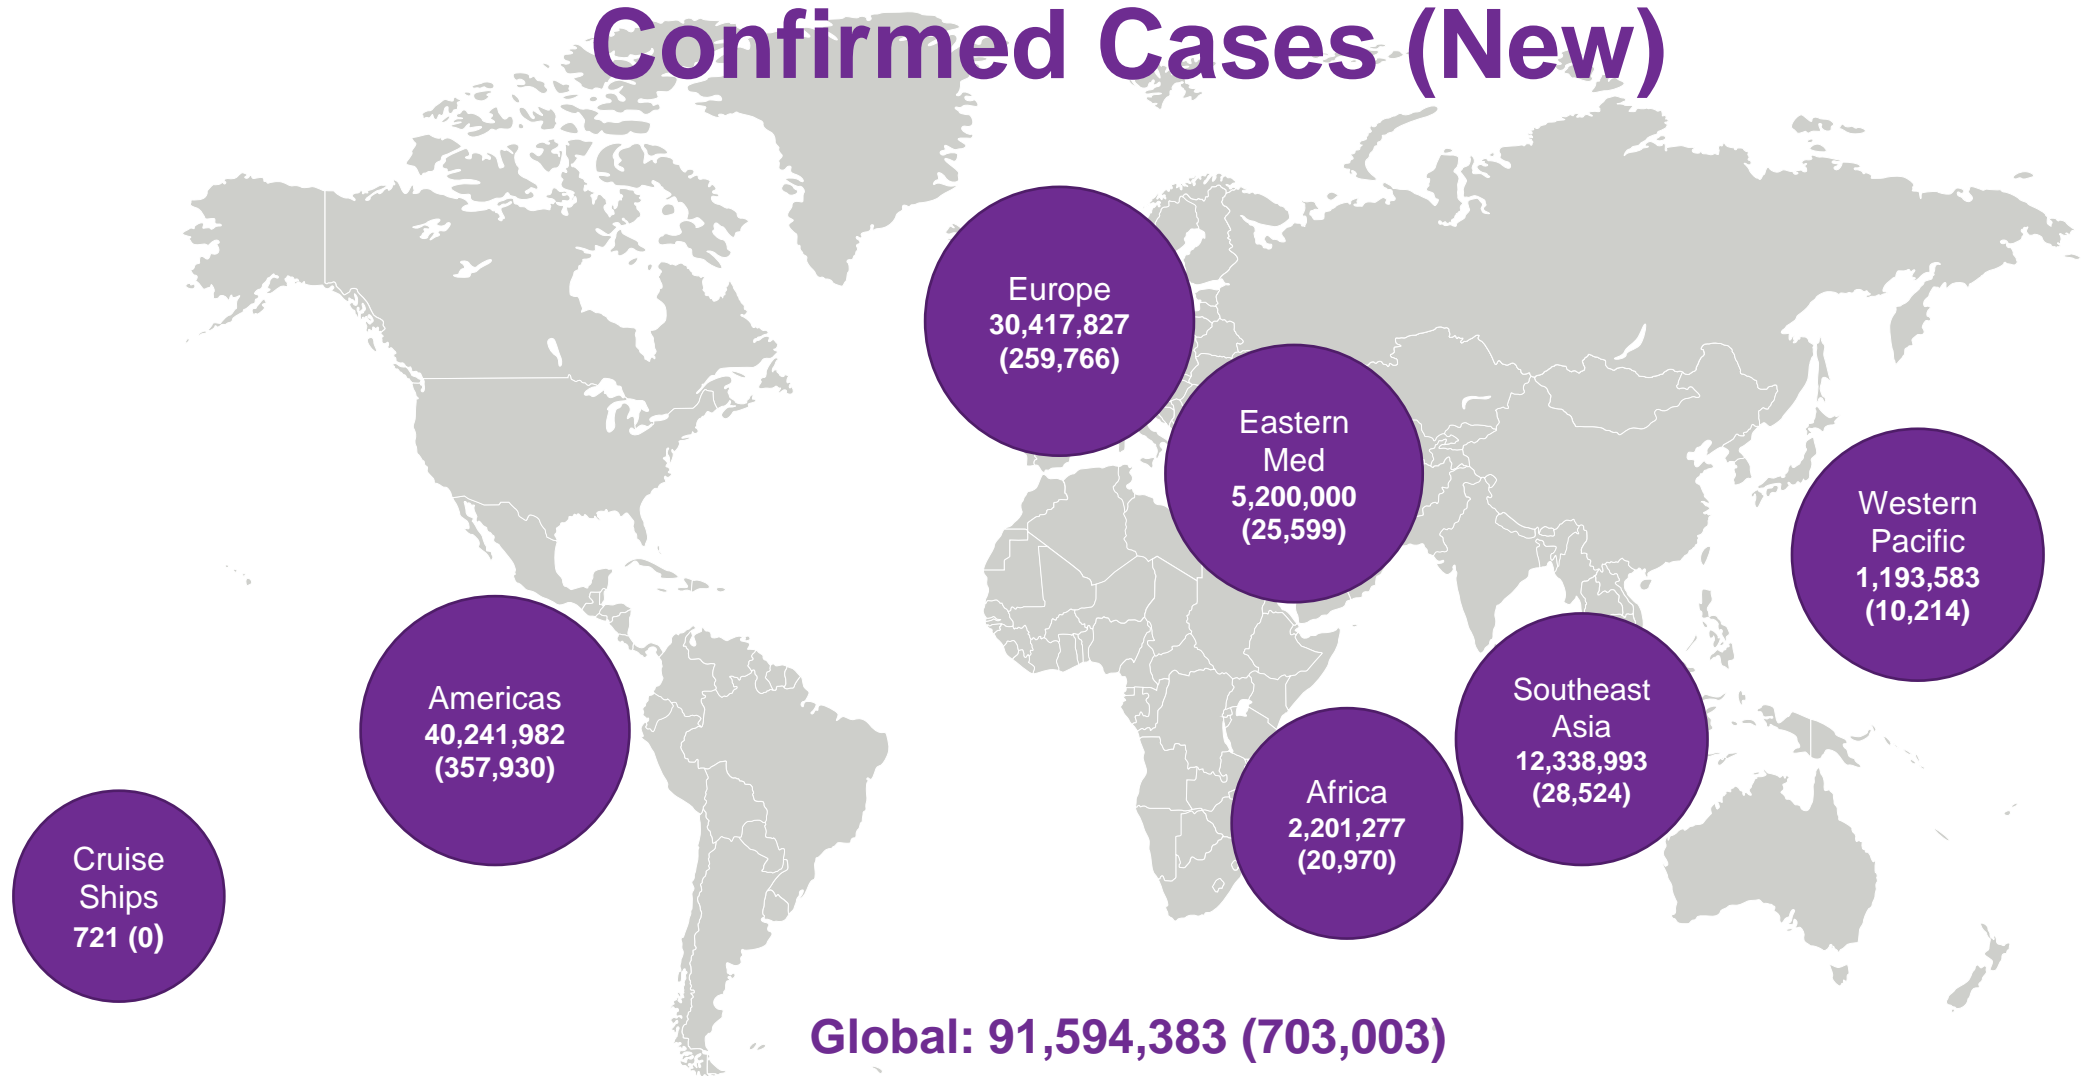 Confirmed Cases (New)
Europe
30,417,827
(259,766)
Eastern
Med
5,200,000
(25,599)
Western
Pacific
1,193,583
(10,214)
Americas
40,241,982
(357,930)
Southeast
Asia
12,338,993
(28,524)
Africa
2,201,277
(20,970)
Cruise
Ships
721 (0)
Global: 91,594,383 (703,003)